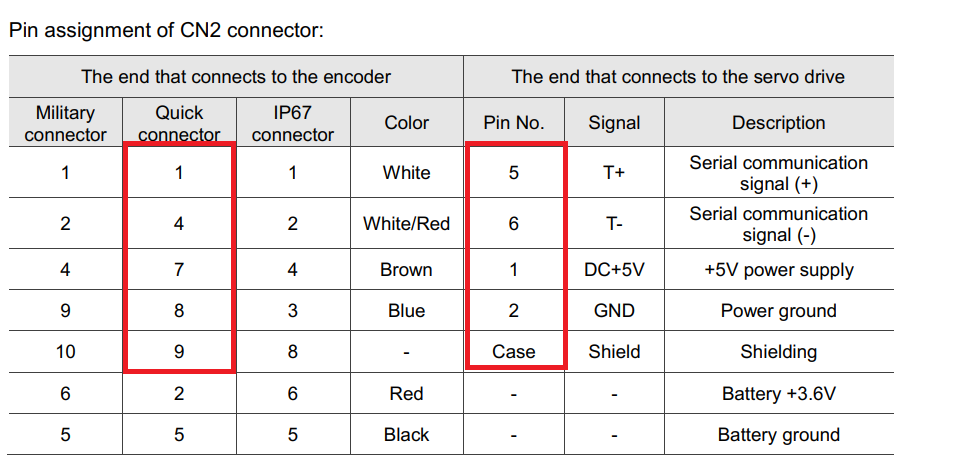 Pin assignment of CN2 connector:
The end that connects to the encoder The end that connects to the servo drive
Military connector Quick connector IP67 connector Color Pin No. Signal Description
1 1 1 White 5 T+ Serial communication signal (+)
2 4 2 White/Red 6 T- Serial communication signal (-)
4 7 4 Brown 1 DC+5V +5V power supply
9 8 3 Blue 2 GND Power ground
10 9 8 - Case Shield Shielding
6 2 6 Red - - Battery +3.6V
5 5 5 Black - - Battery ground